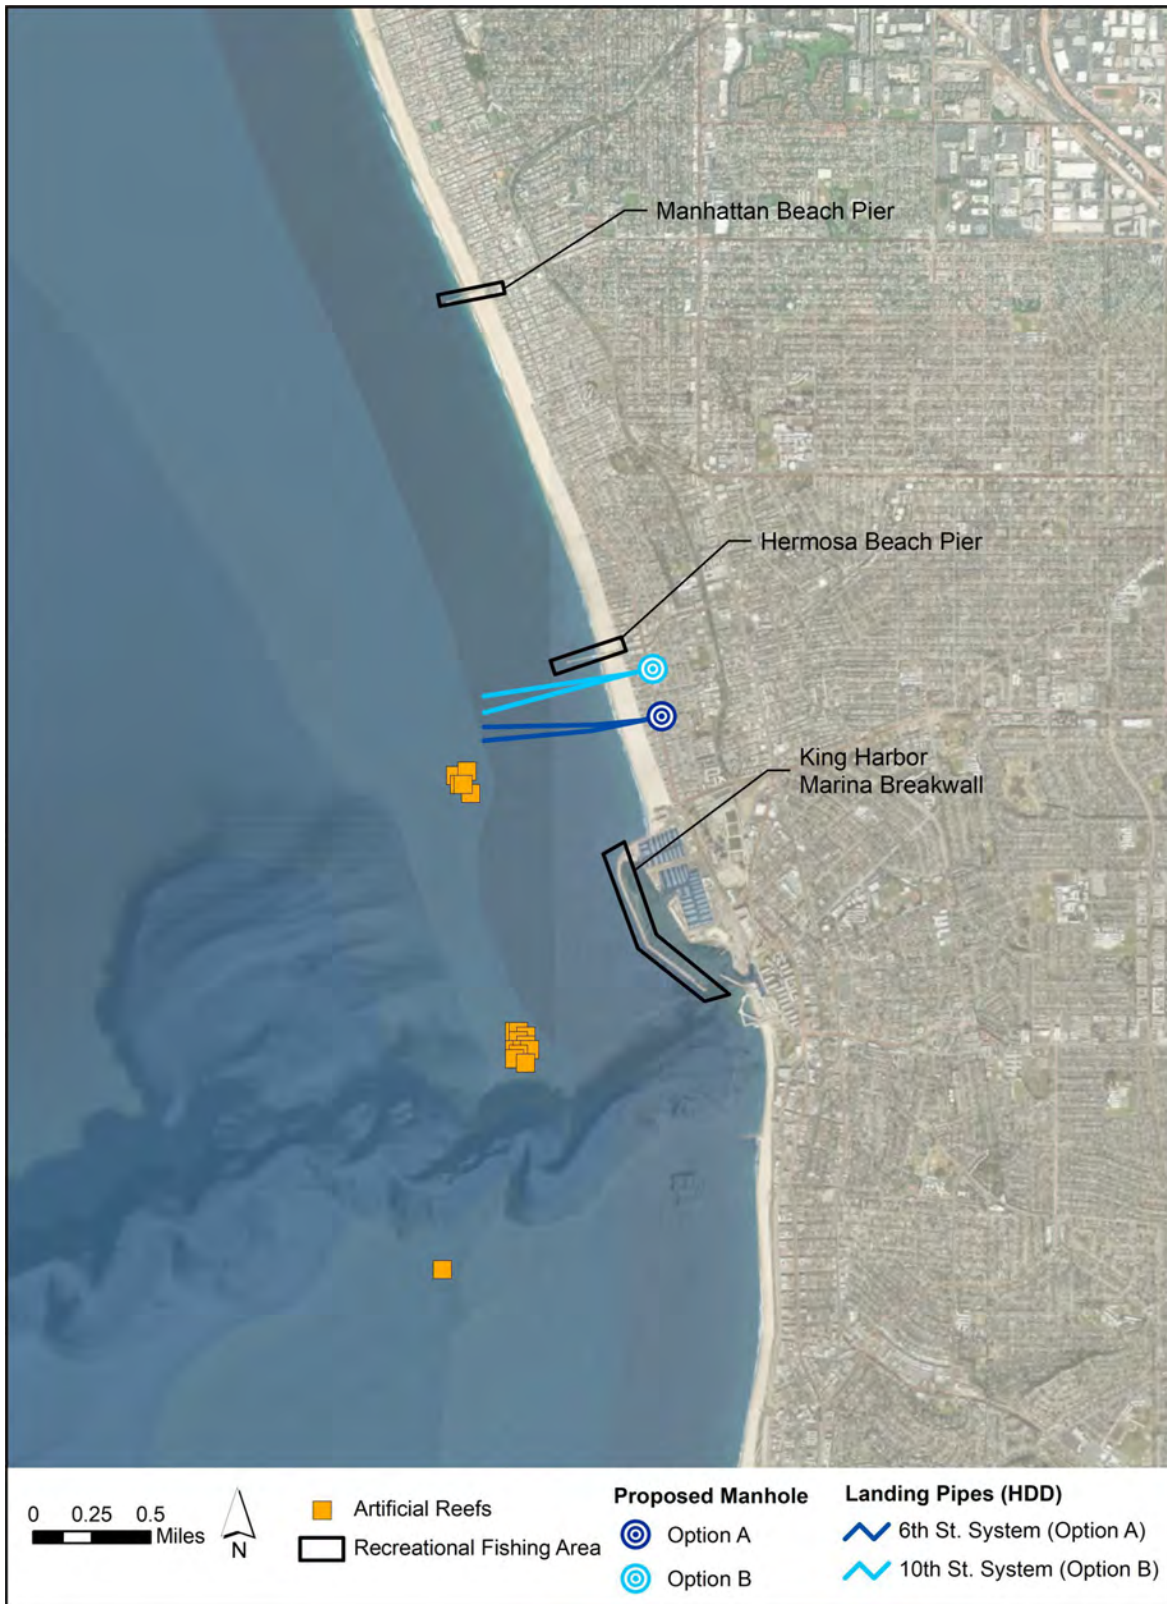 Manhattan Beach Pier
Hermosa Beach Pier
King Harbor
Marina Breakwall
0 0.25 0.5
Miles
N
Artificial Reefs
Recreational Fishing Area
Proposed Manhole
Option A
Option B
Landing Pipes (HDD)
6th St. System (Option A)
10th St. System (Option B)